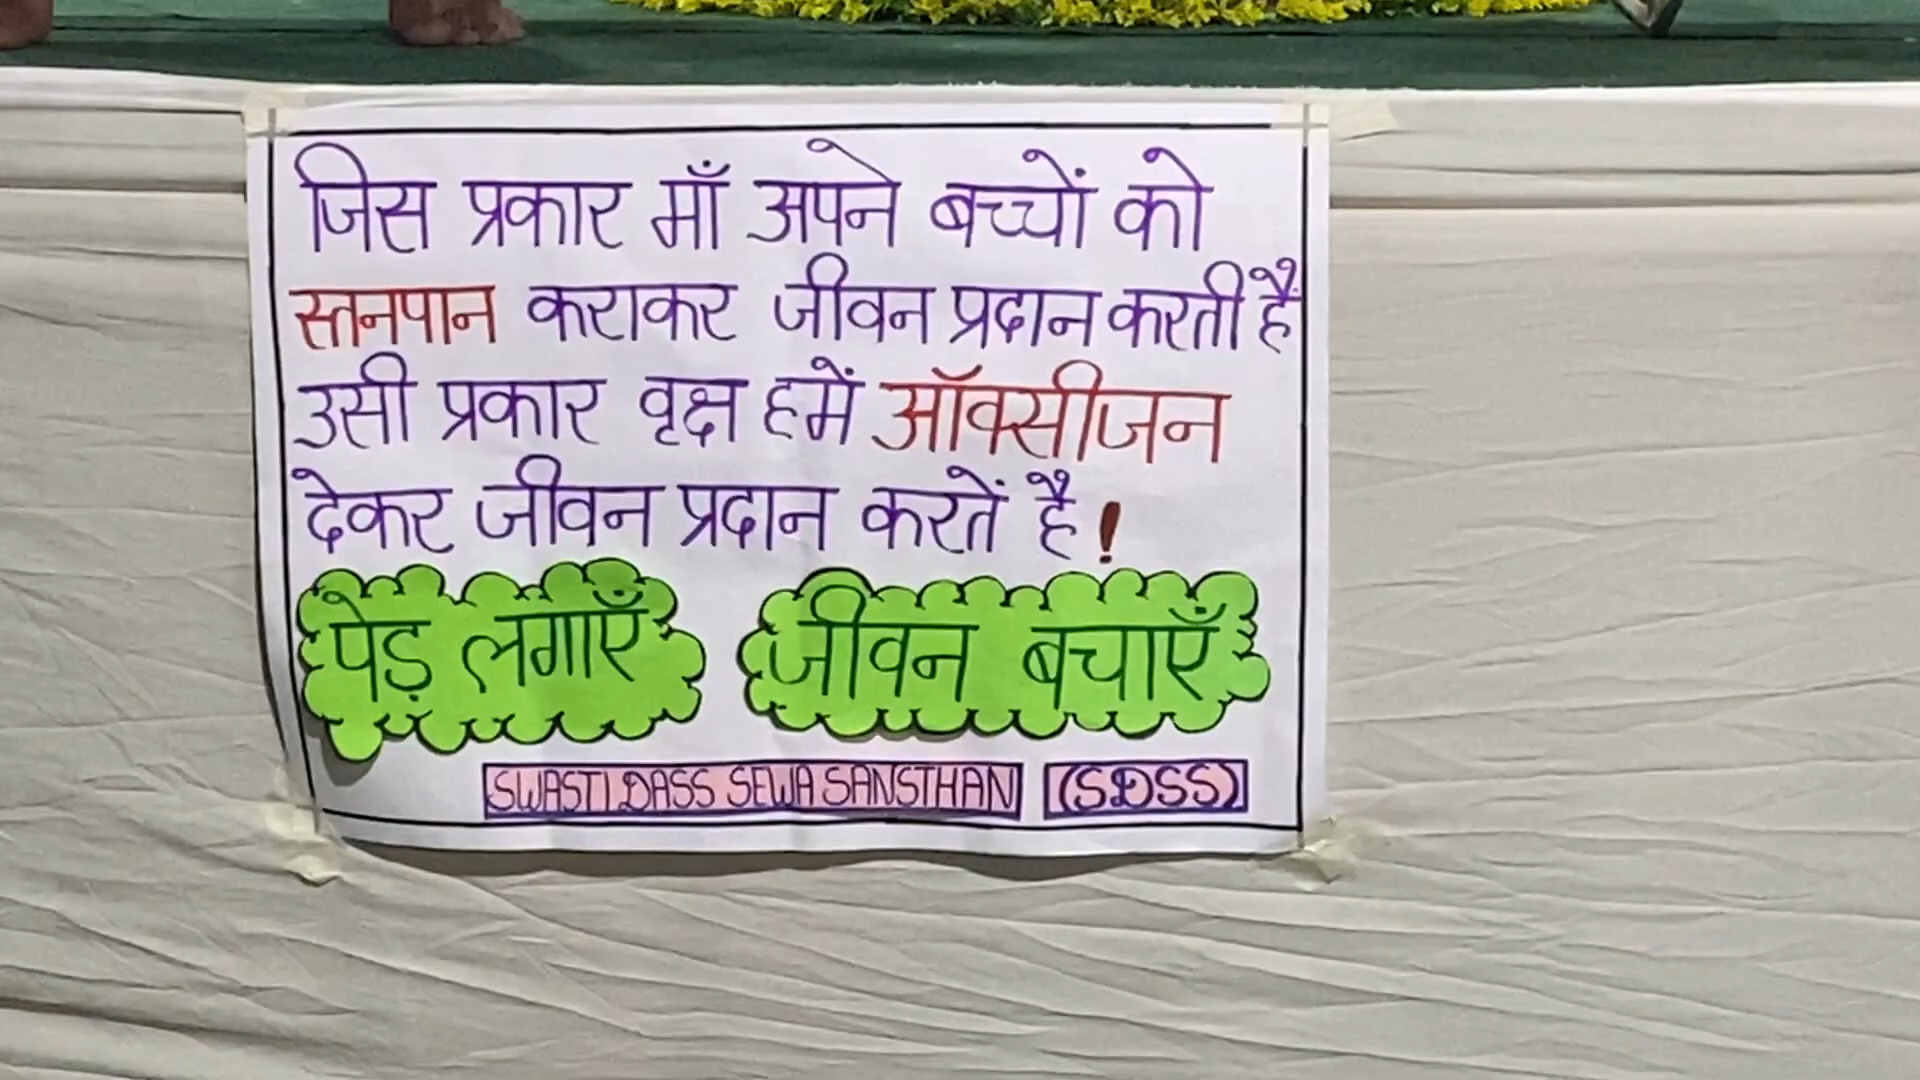 जिस प्रकार माँ अपने बच्चों को
स्तनपान कराकर जीवन प्रदान करती हैं
उसी प्रकार वृक्ष हमें ऑक्सीजन
देकर जीवन प्रदान करतें है!
पेड़ लगाएँ जीवन बचाएँ
SWASTI DASS SEWA SANSTHAN (SDSS)